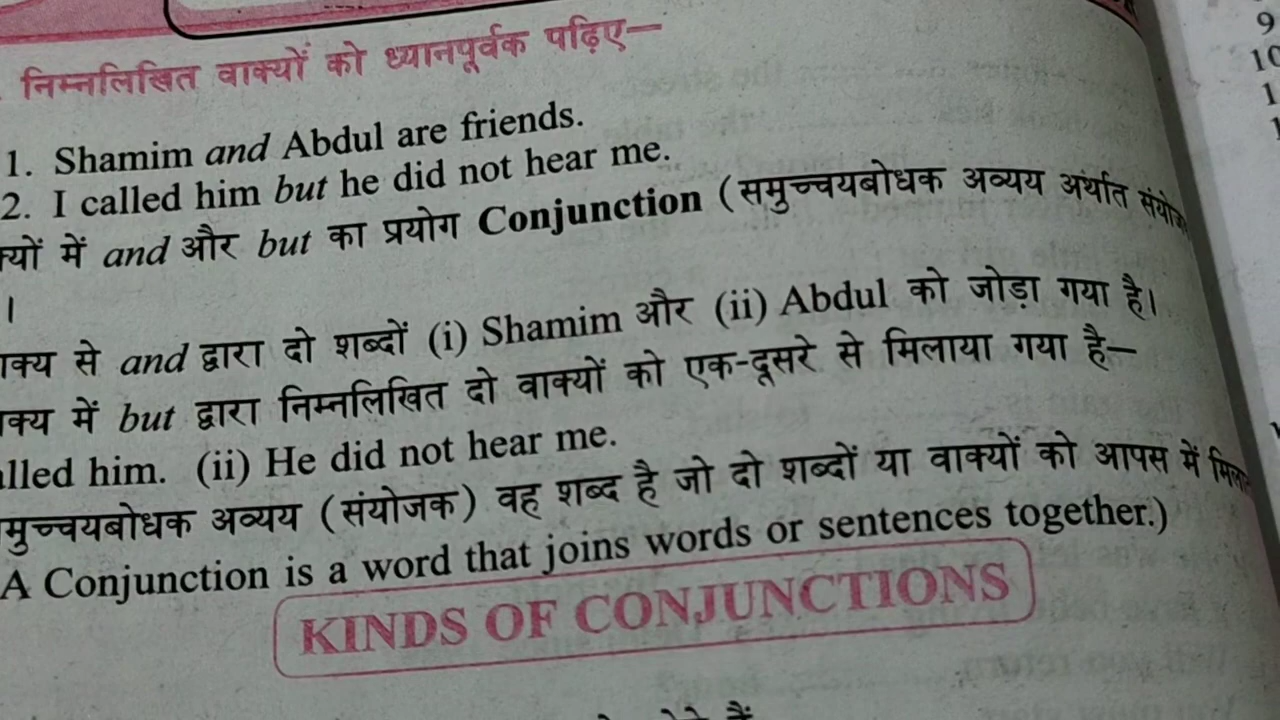 निम्नलिखित वाक्यों को ध्यानपूर्वक पढ़िए—
1. Shamim and Abdul are friends.
2. I called him but he did not hear me.
में and और but का प्रयोग Conjunction (समुच्चयबोधक अव्यय अर्थात
।
से and द्वारा दो शब्दों (i) Shamim और (ii) Abdul को जोड़ा गया है।
में but द्वारा निम्नलिखित दो वाक्यों को एक-दूसरे से मिलाया गया है—
him. (ii) He did not hear me.
अव्यय (संयोजक) वह शब्द है जो दो शब्दों या वाक्यों को आपस में
A Conjunction is a word that joins words or sentences together.)
KINDS OF CONJUNCTIONS
9